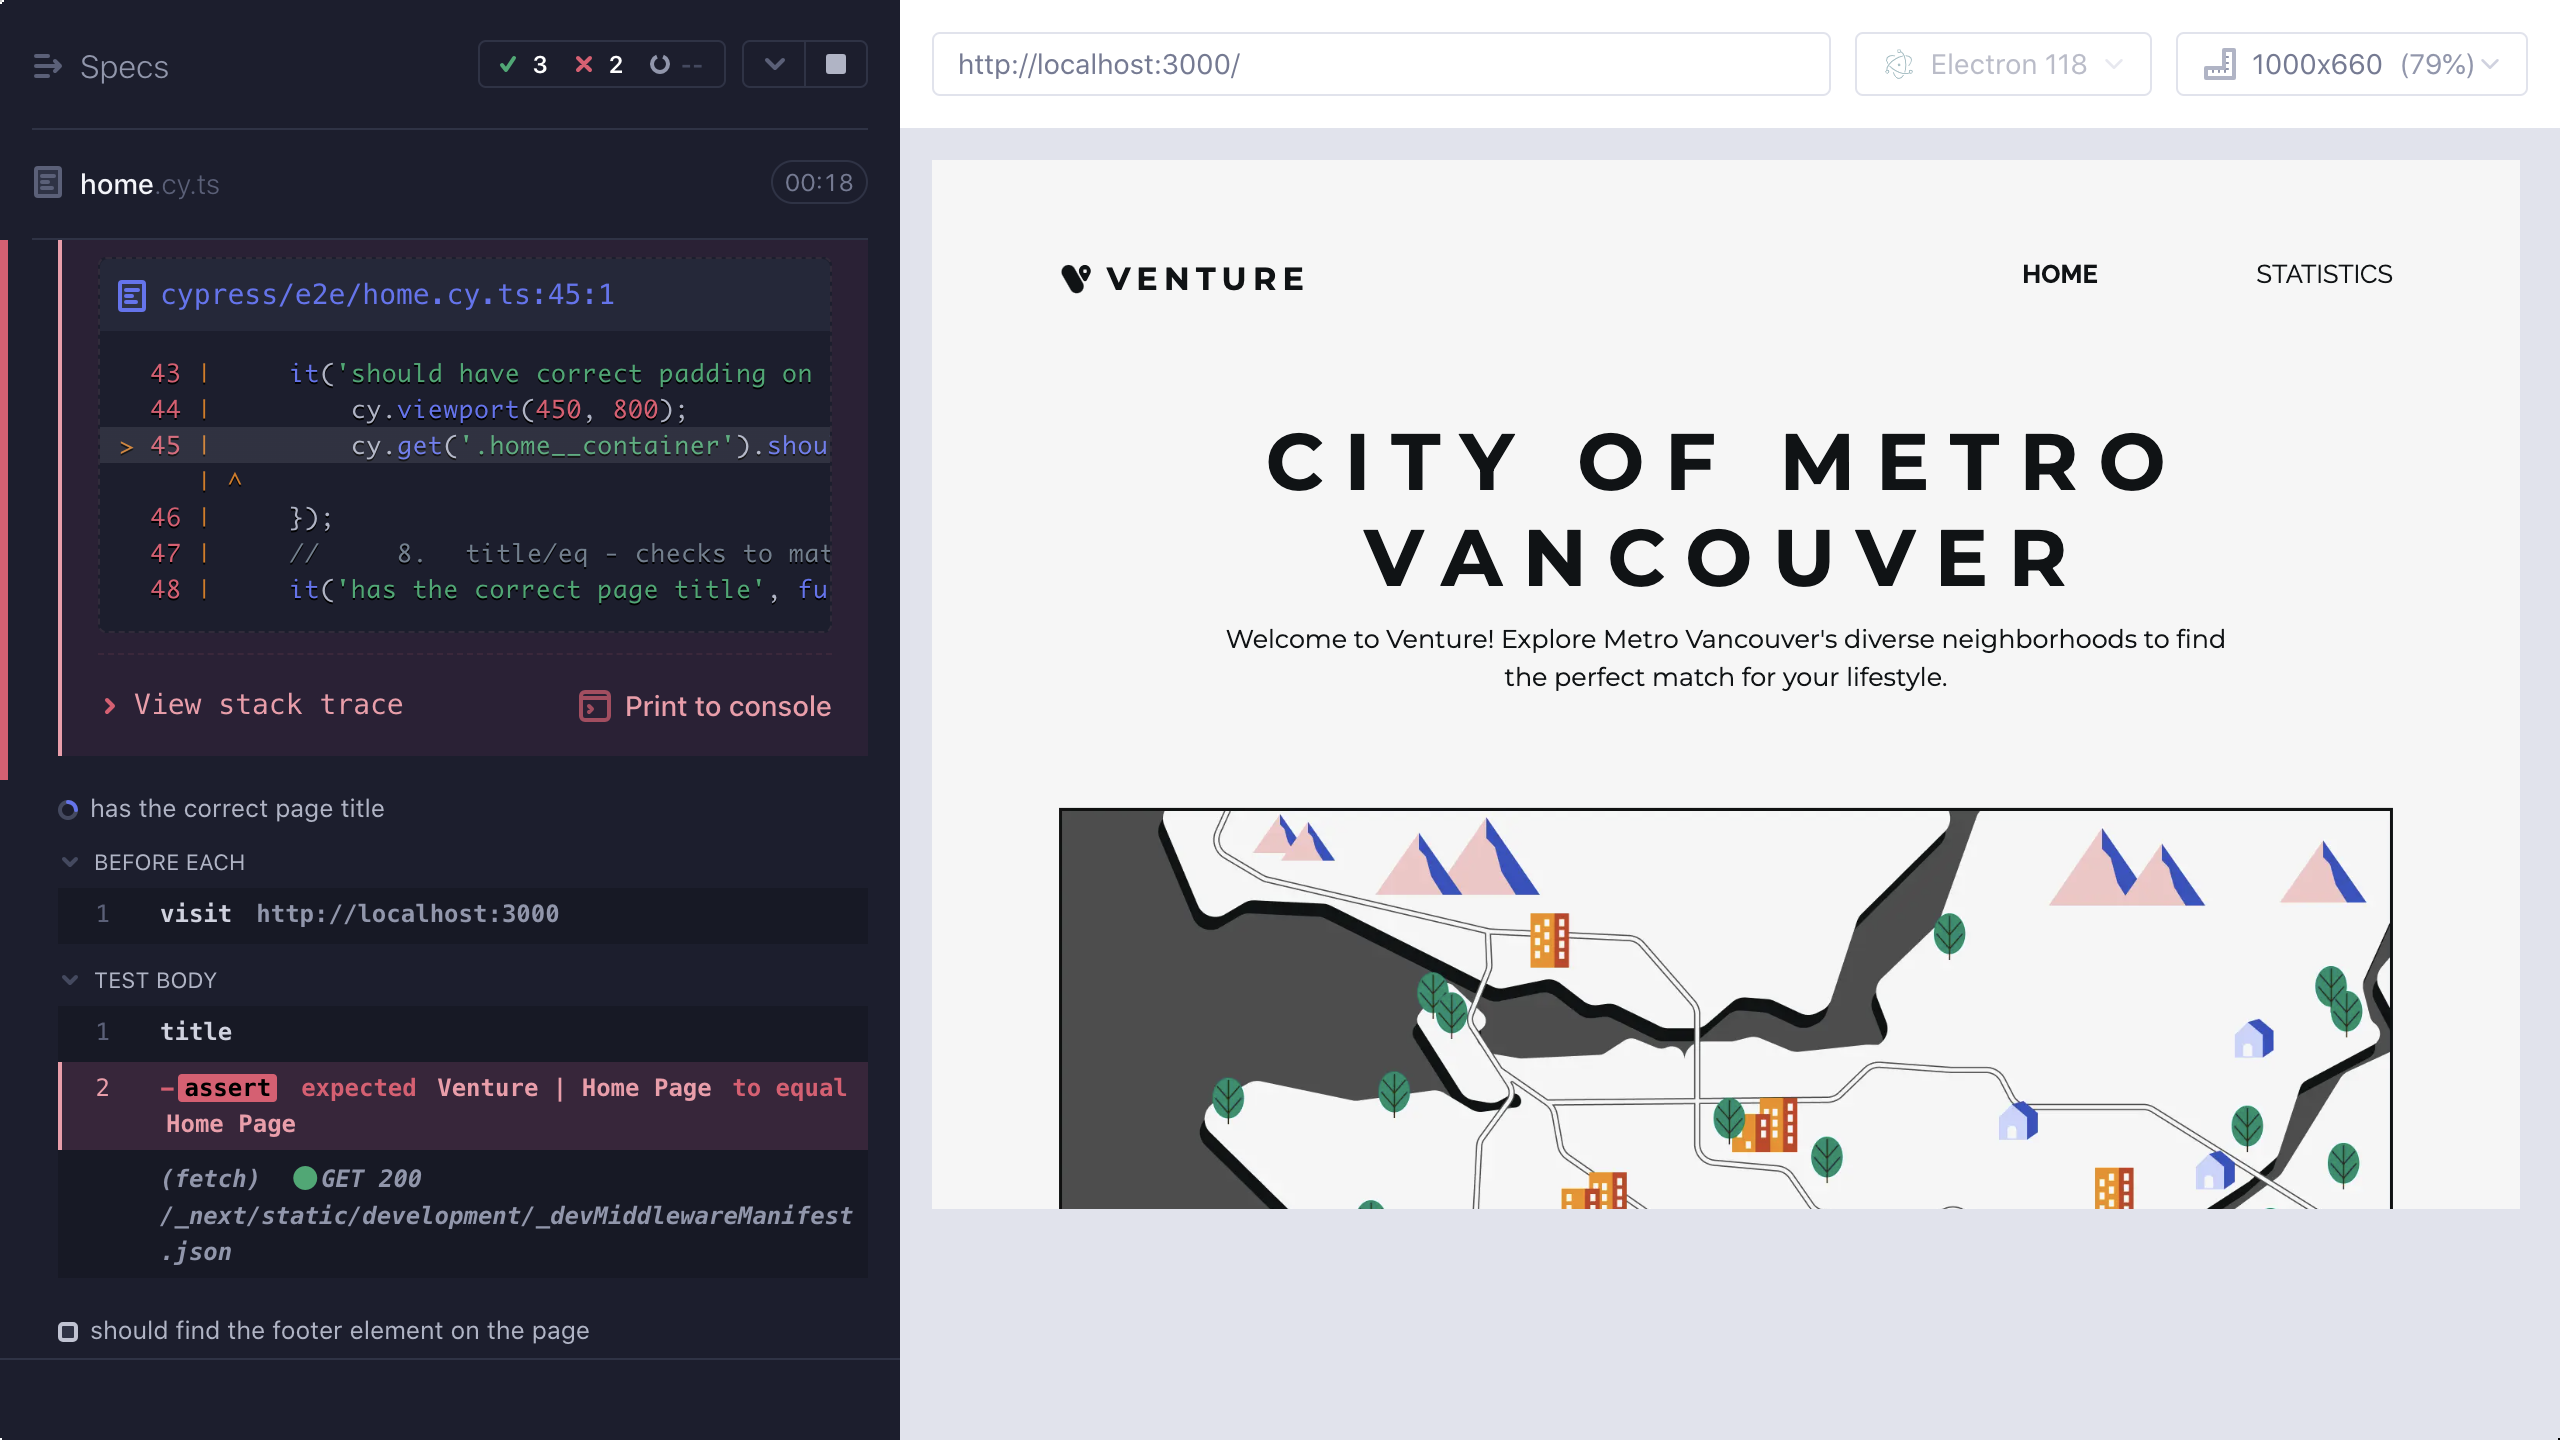 Specs
3 2 --
home.cy.ts
00:18
cypress/e2e/home.cy.ts:45:1
43 | it('should have correct padding on
44 | cy.viewport(450, 800);
> 45 | cy.get('.home__container').shou
| ^
46 | });
47 | // 8. title/eq - checks to mat
48 | it('has the correct page title', fu
View stack trace
Print to console
has the correct page title
BEFORE EACH
1 visit http://localhost:3000
TEST BODY
1 title
2 -assert expected Venture | Home Page to equal
Home Page
(fetch) GET 200
/_next/static/development/_devMiddlewareManifest
.json
should find the footer element on the page
http://localhost:3000/
Electron 118
1000x660 (79%)
VENTURE
HOME
STATISTICS
CITY OF METRO
VANCOUVER
Welcome to Venture! Explore Metro Vancouver's diverse neighborhoods to find
the perfect match for your lifestyle.